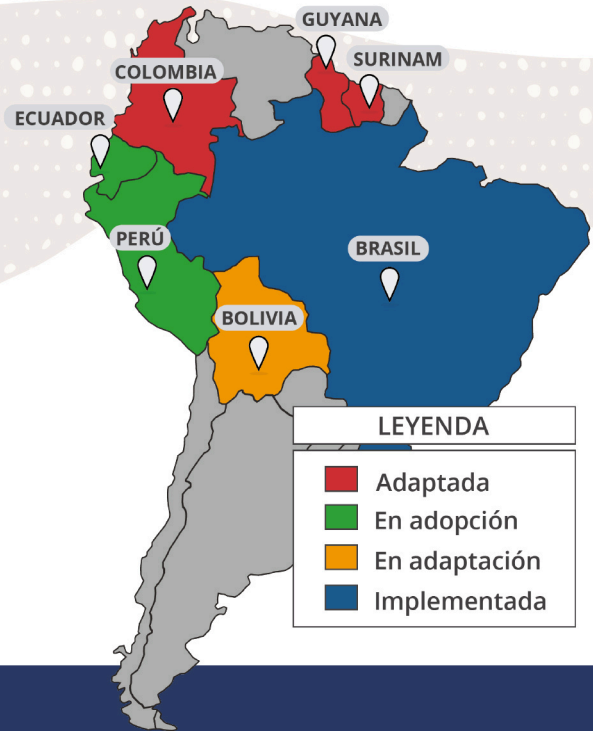 GUYANA
SURINAM
COLOMBIA
ECUADOR
PERÚ
BRASIL
BOLIVIA
LEYENDA
Adaptada
En adopción
En adaptación
Implementada